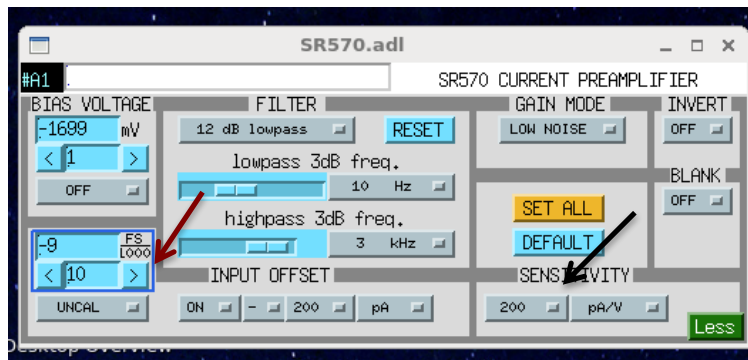 SR570.adl
#A1 SR570 CURRENT PREAMPLIFIER
BIAS VOLTAGE FILTER GAIN MODE INVERT
-1699 mV 12 dB lowpass RESET LOW NOISE OFF
< 1 > lowpass 3dB freq.
OFF 10 Hz BLANK
highpass 3dB freq. SET ALL OFF
-9 FS/1000 3 kHz DEFAULT
< 10 > INPUT OFFSET SENSITIVITY
UNCAL ON - 200 pA 200 pA/V
Less
Desktop Overview